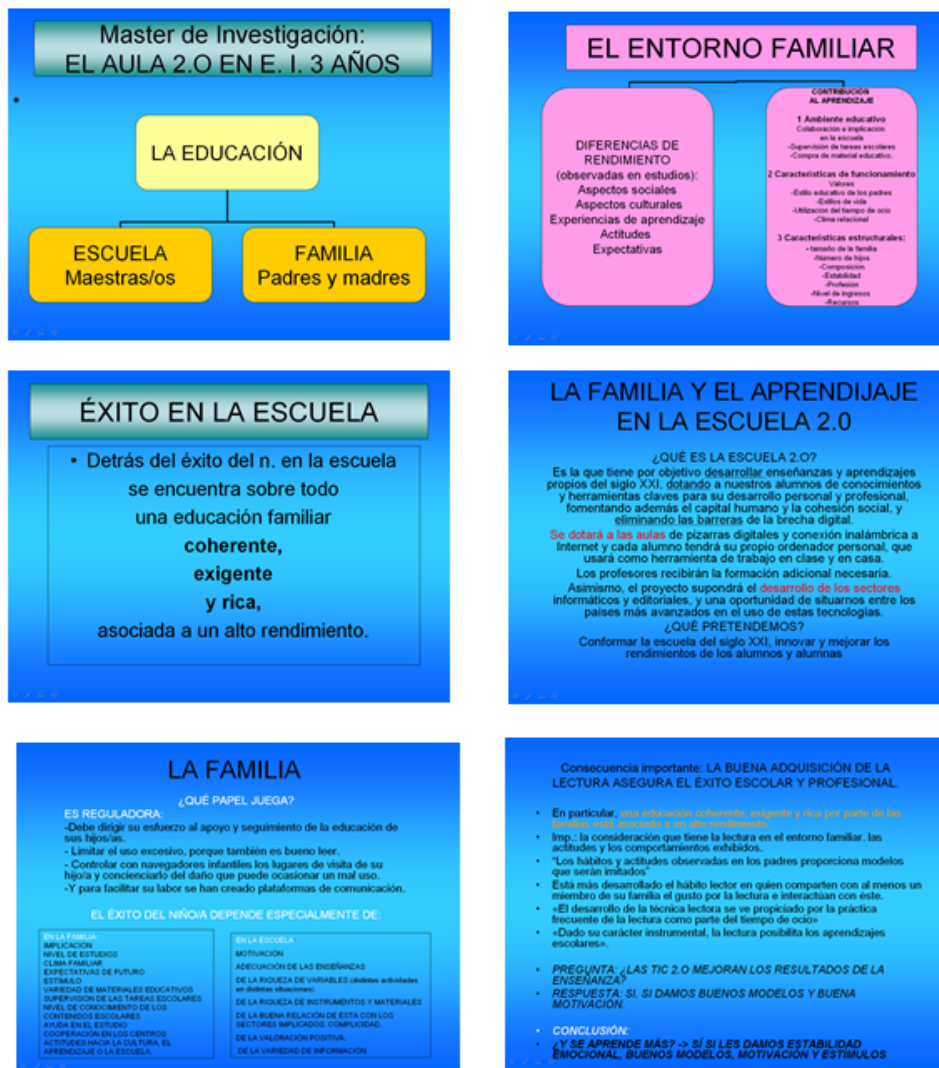 Master de Investigación:
EL AULA 2.O EN E. I. 3 AÑOS
LA EDUCACIÓN
ESCUELA
Maestras/os
FAMILIA
Padres y madres
EL ENTORNO FAMILIAR
DIFERENCIAS DE
RENDIMIENTO
(observadas en estudios):
Aspectos sociales
Aspectos culturales
Experiencias de aprendizaje
Actitudes
Expectativas
CONTRIBUCIÓN
AL APRENDIZAJE
1 Ambiente educativo
Colaboración e implicación
en la escuela
-Supervisión de tareas escolares
-Compra de material educativo.
2 Características de funcionamiento
Valores
-Estilo educativo de los padres
-Estilos de vida
-Utilización del tiempo de ocio
-Clima relacional
3 Características estructurales:
• tamaño de la familia
-Número de hijos
-Composición
-Estabilidad
-Profesión
-Nivel de ingresos
-Recursos
ÉXITO EN LA ESCUELA
• Detrás del éxito del n. en la escuela
se encuentra sobre todo
una educación familiar
coherente,
exigente
y rica,
asociada a un alto rendimiento.
LA FAMILIA Y EL APRENDIJAJE
EN LA ESCUELA 2.0
¿QUÉ ES LA ESCUELA 2.O?
Es la que tiene por objetivo desarrollar enseñanzas y aprendizajes
propios del siglo XXI, dotando a nuestros alumnos de conocimientos
y herramientas claves para su desarrollo personal y profesional,
fomentando además el capital humano y la cohesión social, y
eliminando las barreras de la brecha digital.
Se dotará a las aulas de pizarras digitales y conexión inalámbrica a
Internet y cada alumno tendrá su propio ordenador personal, que
usará como herramienta de trabajo en clase y en casa.
Los profesores recibirán la formación adicional necesaria.
Asimismo, el proyecto supondrá el desarrollo de los sectores
informáticos y editoriales, y una oportunidad de situarnos entre los
países más avanzados en el uso de estas tecnologías.
¿QUÉ PRETENDEMOS?
Conformar la escuela del siglo XXI, innovar y mejorar los
rendimientos de los alumnos y alumnas
LA FAMILIA
¿QUÉ PAPEL JUEGA?
ES REGULADORA:
-Debe dirigir su esfuerzo al apoyo y seguimiento de la educación de
sus hijos/as.
- Limitar el uso excesivo, porque también es bueno leer.
- Controlar con navegadores infantiles los lugares de visita de su
hijo/a y concienciarlo del daño que puede ocasionar un mal uso.
-Y para facilitar su labor se han creado plataformas de comunicación.
EL ÉXITO DEL NIÑO/A DEPENDE ESPECIALMENTE DE:
EN LA FAMILIA:
IMPLICACIÓN
NIVEL DE ESTUDIOS
CLIMA FAMILIAR
EXPECTATIVAS DE FUTURO
ESTÍMULO
VARIEDAD DE MATERIALES EDUCATIVOS
SUPERVISIÓN DE LAS TAREAS ESCOLARES
NIVEL DE CONOCIMIENTO DE LOS
CONTENIDOS ESCOLARES
AYUDA EN EL ESTUDIO
COOPERACIÓN EN LOS CENTROS
ACTITUDES HACIA LA CULTURA, EL
APRENDIZAJE O LA ESCUELA.
EN LA ESCUELA:
MOTIVACIÓN
ADECUACIÓN DE LAS ENSEÑANZAS
DE LA RIQUEZA DE VARIABLES (distintas actividades
en distintas situaciones)
DE LA RIQUEZA DE INSTRUMENTOS Y MATERIALES
DE LA BUENA RELACIÓN DE ÉSTA CON LOS
SECTORES IMPLICADOS. COMPLICIDAD.
DE LA VALORACIÓN POSITIVA.
DE LA VARIEDAD DE INFORMACIÓN.
Consecuencia importante: LA BUENA ADQUISICIÓN DE LA
LECTURA ASEGURA EL ÉXITO ESCOLAR Y PROFESIONAL.
• En particular, una educación coherente, exigente y rica por parte de las
familias está asociada a un alto rendimiento.
• Imp.: la consideración que tiene la lectura en el entorno familiar, las
actitudes y los comportamientos exhibidos.
• "Los hábitos y actitudes observadas en los padres proporciona modelos
que serán imitados"
• Está más desarrollado el hábito lector en quien comparten con al menos un
miembro de su familia el gusto por la lectura e interactúan con éste.
• «El desarrollo de la técnica lectora se ve propiciado por la práctica
frecuente de la lectura como parte del tiempo de ocio»
• «Dado su carácter instrumental, la lectura posibilita los aprendizajes
escolares».
• PREGUNTA: ¿LAS TIC 2.O MEJORAN LOS RESULTADOS DE LA
ENSEÑANZA?
• RESPUESTA: SI, SI DAMOS BUENOS MODELOS Y BUENA
MOTIVACIÓN.
• CONCLUSIÓN:
• ¿Y SE APRENDE MÁS? -> SÍ SI LES DAMOS ESTABILIDAD
EMOCIONAL, BUENOS MODELOS, MOTIVACIÓN Y ESTÍMULOS